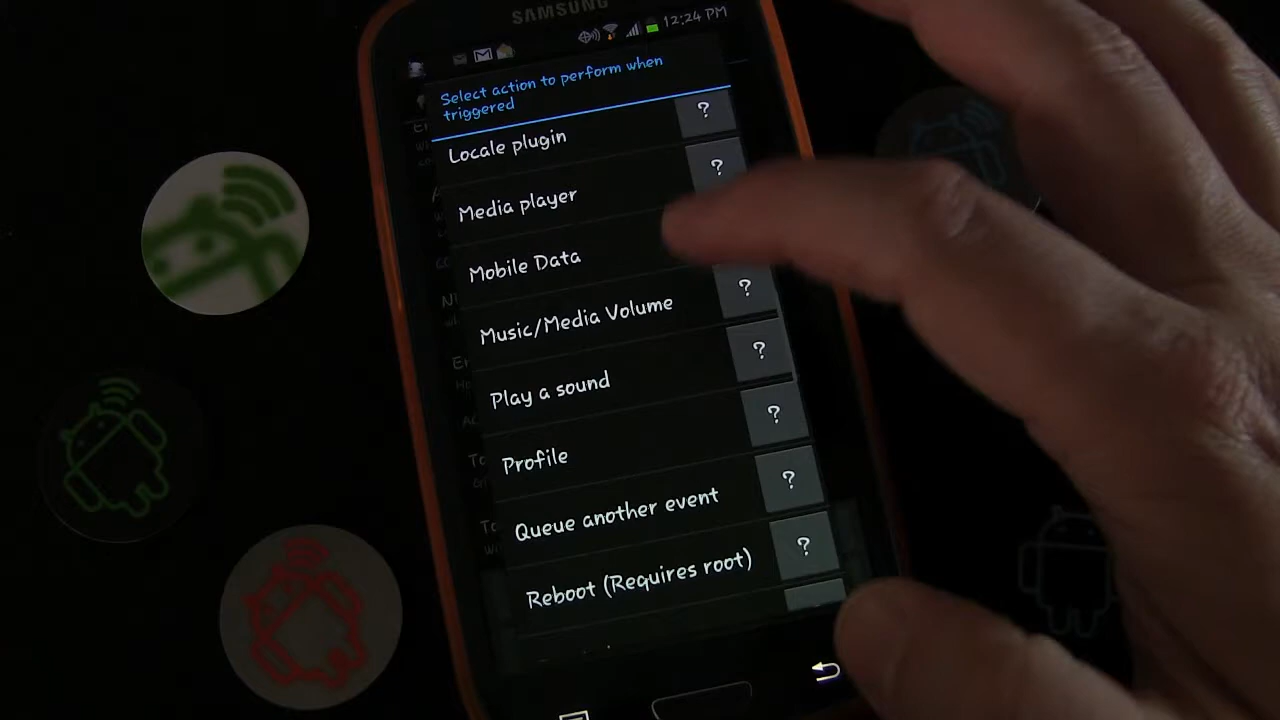 SAMSUNG
12:24 PM
Select action to perform when
triggered
Locale plugin
?
Media player
?
Mobile Data
Music/Media Volume
?
Play a sound
?
Profile
?
Queue another event
?
Reboot (Requires root)
?